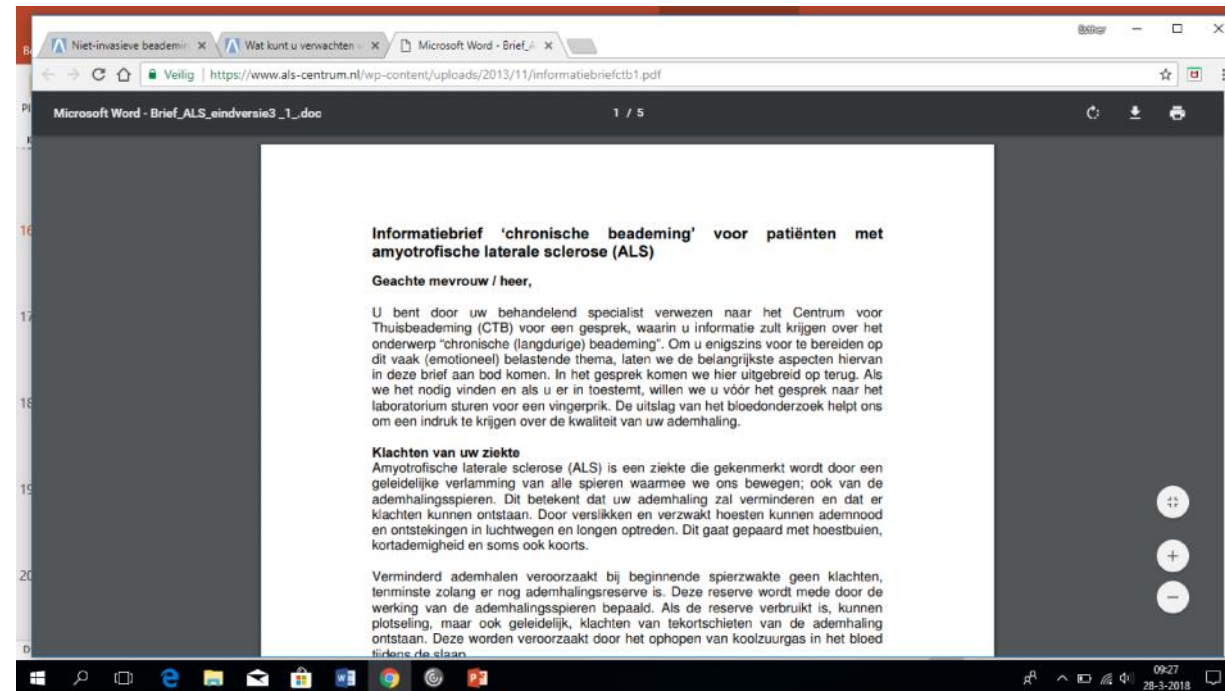 Niet-invasieve beademin
Wat kunt u verwachten
Microsoft Word - Brief_A
Veilig | https://www.als-centrum.nl/wp-content/uploads/2013/11/informatiebriefctb1.pdf
Microsoft Word - Brief_ALS_eindversie3 _1_.doc
1 / 5
Informatiebrief ‘chronische beademing’ voor patiënten met
amyotrofische laterale sclerose (ALS)
Geachte mevrouw / heer,
U bent door uw behandelend specialist verwezen naar het Centrum voor
Thuisbeademing (CTB) voor een gesprek, waarin u informatie zult krijgen over het
onderwerp “chronische (langdurige) beademing”. Om u enigszins voor te bereiden op
dit vaak (emotioneel) belastende thema, laten we de belangrijkste aspecten hiervan
in deze brief aan bod komen. In het gesprek komen we hier uitgebreid op terug. Als
we het nodig vinden en als u er in toestemt, willen we u vóór het gesprek naar het
laboratorium sturen voor een vingerprik. De uitslag van het bloedonderzoek helpt ons
om een indruk te krijgen over de kwaliteit van uw ademhaling.
Klachten van uw ziekte
Amyotrofische laterale sclerose (ALS) is een ziekte die gekenmerkt wordt door een
geleidelijke verlamming van alle spieren waarmee we ons bewegen; ook van de
ademhalingsspieren. Dit betekent dat uw ademhaling zal verminderen en dat er
klachten kunnen ontstaan. Door verslikken en verzwakt hoesten kunnen ademnood
en ontstekingen in luchtwegen en longen optreden. Dit gaat gepaard met hoestbuien,
kortademigheid en soms ook koorts.
Verminderd ademhalen veroorzaakt bij beginnende spierzwakte geen klachten,
tenminste zolang er nog ademhalingsreserve is. Deze reserve wordt mede door de
werking van de ademhalingsspieren bepaald. Als de reserve verbruikt is, kunnen
plotseling, maar ook geleidelijk, klachten van tekortschieten van de ademhaling
ontstaan. Deze worden veroorzaakt door het ophopen van koolzuurgas in het bloed
tijdens de slaap
16
17
18
19
20
09:27
28-3-2018